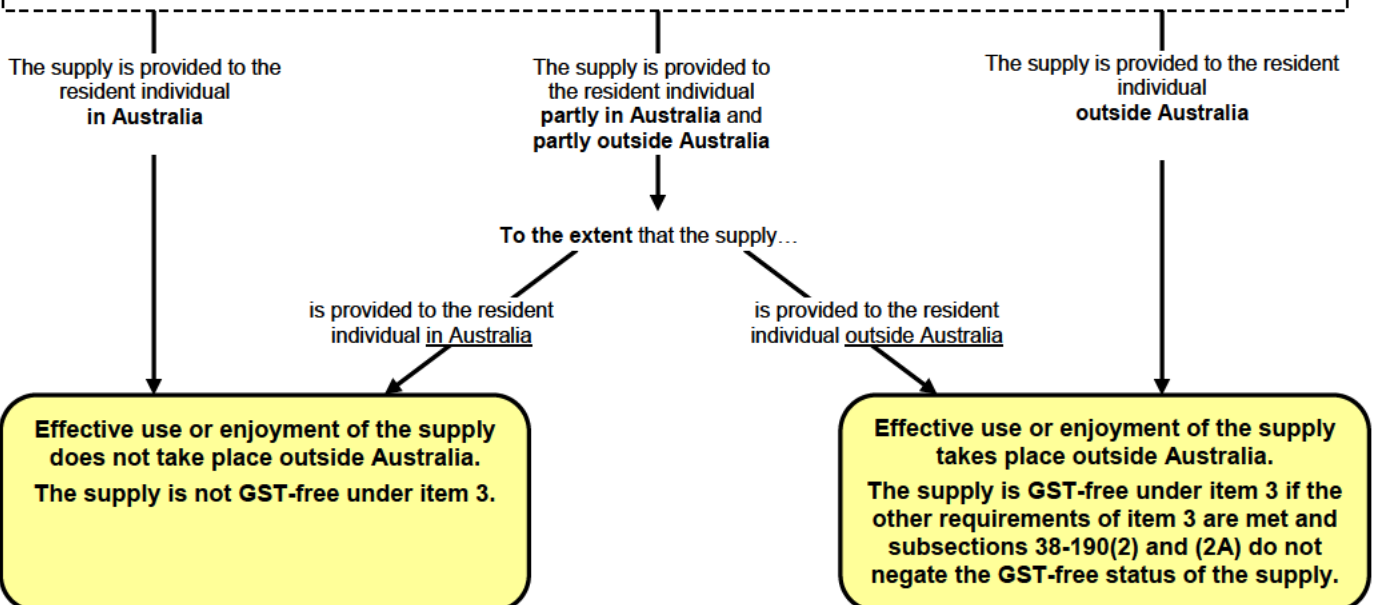 The supply is provided to the
resident individual
in Australia
The supply is provided to
the resident individual
partly in Australia and
partly outside Australia
The supply is provided to the resident
individual
outside Australia
To the extent that the supply…
is provided to the resident
individual in Australia
is provided to the resident
individual outside Australia
Effective use or enjoyment of the supply
does not take place outside Australia.
The supply is not GST-free under item 3.
Effective use or enjoyment of the supply
takes place outside Australia.
The supply is GST-free under item 3 if the
other requirements of item 3 are met and
subsections 38-190(2) and (2A) do not
negate the GST-free status of the supply.